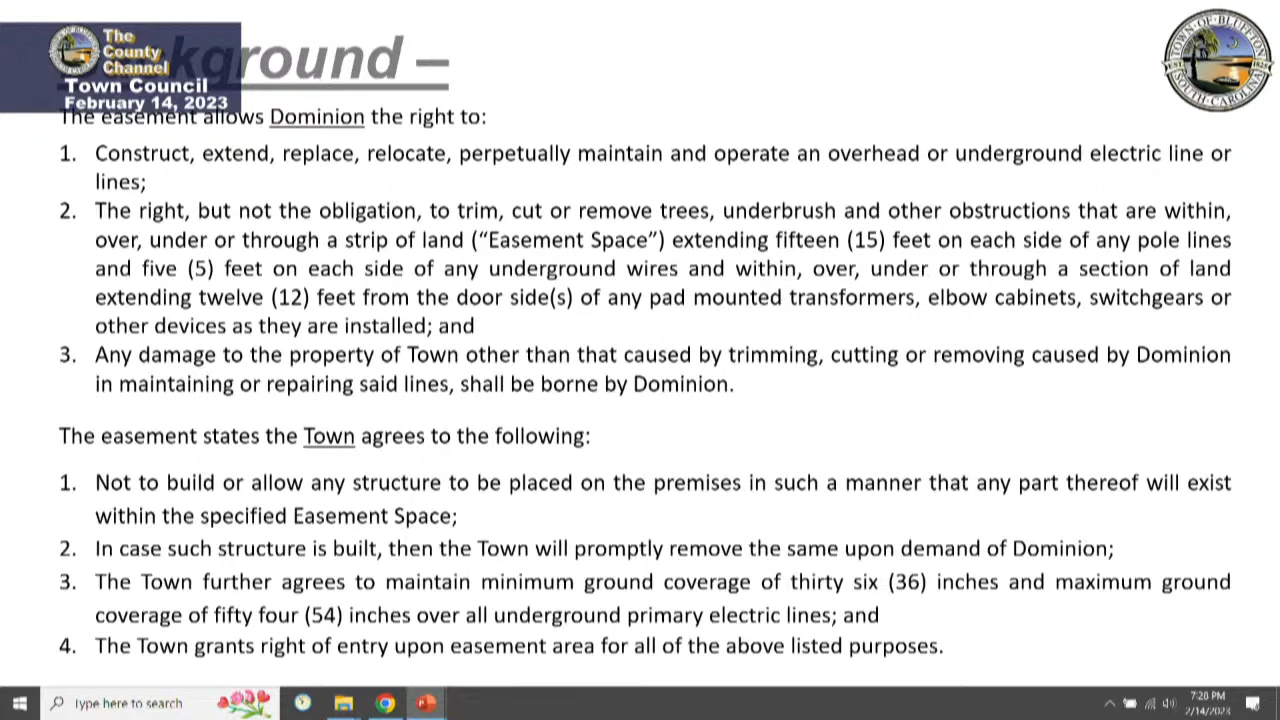 The
County
Channel
Town Council
February 14, 2023
kground –
TOWN OF BLUFFTON
SOUTH CAROLINA
The easement allows Dominion the right to:
1. Construct, extend, replace, relocate, perpetually maintain and operate an overhead or underground electric line or
lines;
2. The right, but not the obligation, to trim, cut or remove trees, underbrush and other obstructions that are within,
over, under or through a strip of land (“Easement Space”) extending fifteen (15) feet on each side of any pole lines
and five (5) feet on each side of any underground wires and within, over, under or through a section of land
extending twelve (12) feet from the door side(s) of any pad mounted transformers, elbow cabinets, switchgears or
other devices as they are installed; and
3. Any damage to the property of Town other than that caused by trimming, cutting or removing caused by Dominion
in maintaining or repairing said lines, shall be borne by Dominion.
The easement states the Town agrees to the following:
1. Not to build or allow any structure to be placed on the premises in such a manner that any part thereof will exist
within the specified Easement Space;
2. In case such structure is built, then the Town will promptly remove the same upon demand of Dominion;
3. The Town further agrees to maintain minimum ground coverage of thirty six (36) inches and maximum ground
coverage of fifty four (54) inches over all underground primary electric lines; and
4. The Town grants right of entry upon easement area for all of the above listed purposes.
Type here to search
7:20 PM
2/14/2023